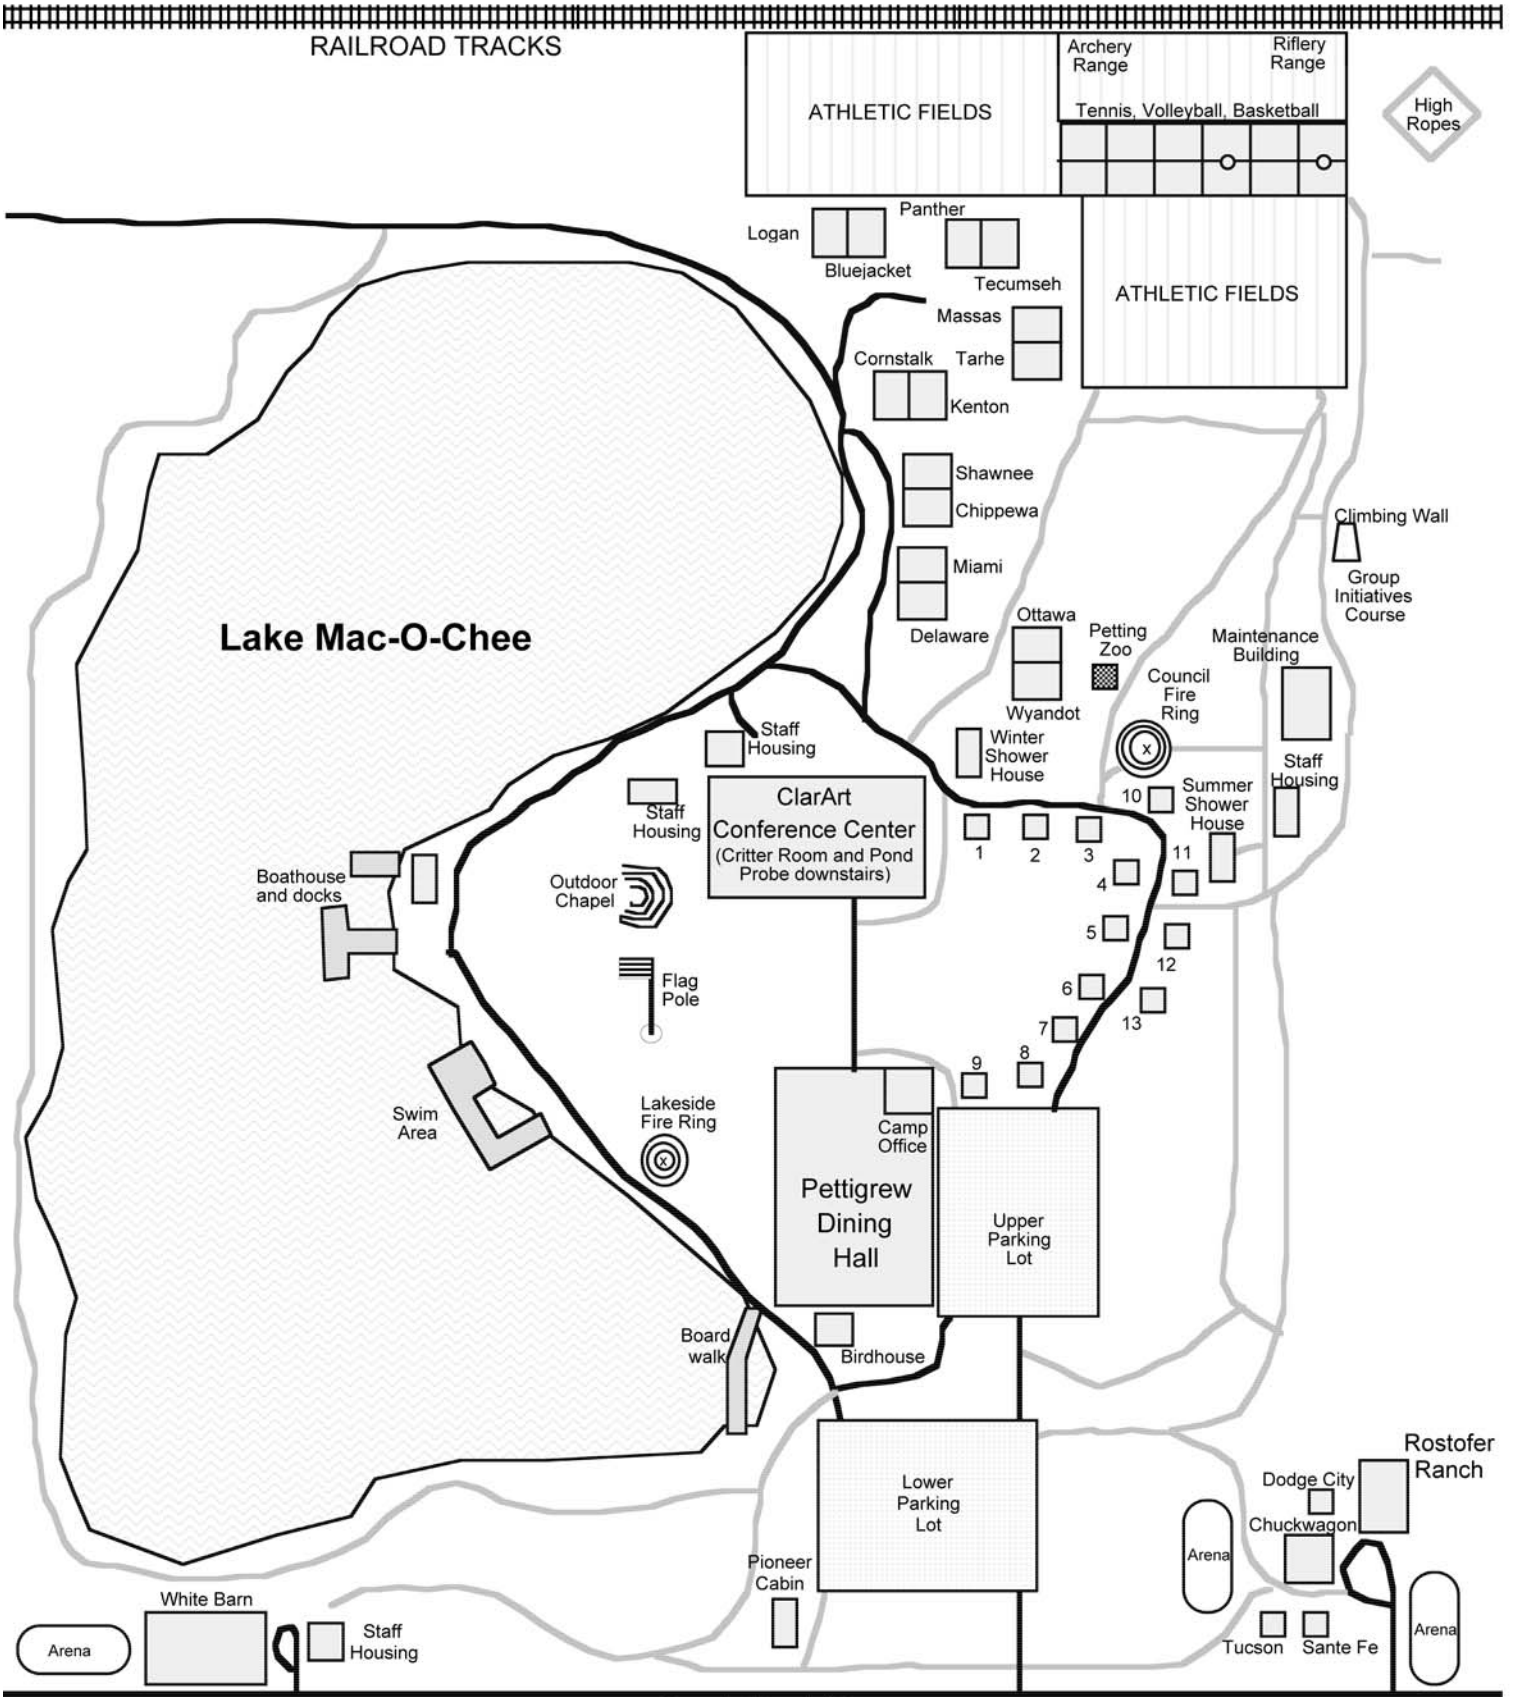 RAILROAD TRACKS
Archery
Range
Riflery
Range
ATHLETIC FIELDS
Tennis, Volleyball, Basketball
High
Ropes
Panther
Logan
Bluejacket
Tecumseh
ATHLETIC FIELDS
Massas
Cornstalk
Tarhe
Kenton
Shawnee
Chippewa
Climbing Wall
Miami
Group
Initiatives
Course
Ottawa
Delaware
Petting
Zoo
Maintenance
Building
Lake Mac-O-Chee
Council
Fire
Ring
Wyandot
Staff
Housing
Winter
Shower
House
Staff
Housing
Summer
Shower
House
10
ClarArt
Conference Center
(Critter Room and Pond
Probe downstairs)
Staff
Housing
1
2
3
11
4
Boathouse
and docks
Outdoor
Chapel
5
12
Flag
Pole
6
13
7
8
9
Swim
Area
Lakeside
Fire Ring
x
x
Camp
Office
Pettigrew
Dining
Hall
Upper
Parking
Lot
Board
walk
Birdhouse
Rostofer
Ranch
Dodge City
Lower
Parking
Lot
Chuckwagon
Arena
Pioneer
Cabin
White Barn
Arena
Staff
Housing
Tucson
Sante Fe
Arena